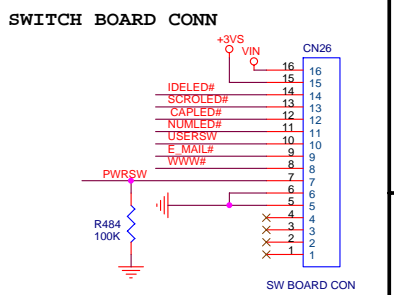 SWITCH BOARD CONN
+3VS
VIN
CN26
16 16
15 15
IDELED# 14 14
SCROLED# 13 13
CAPLED# 12 12
NUMLED# 11 11
USERSW 10 10
E_MAIL# 9 9
WWW# 8 8
PWRSW 7 7
6 6
5 5
4 4
3 3
2 2
1 1
R484
100K
SW BOARD CON